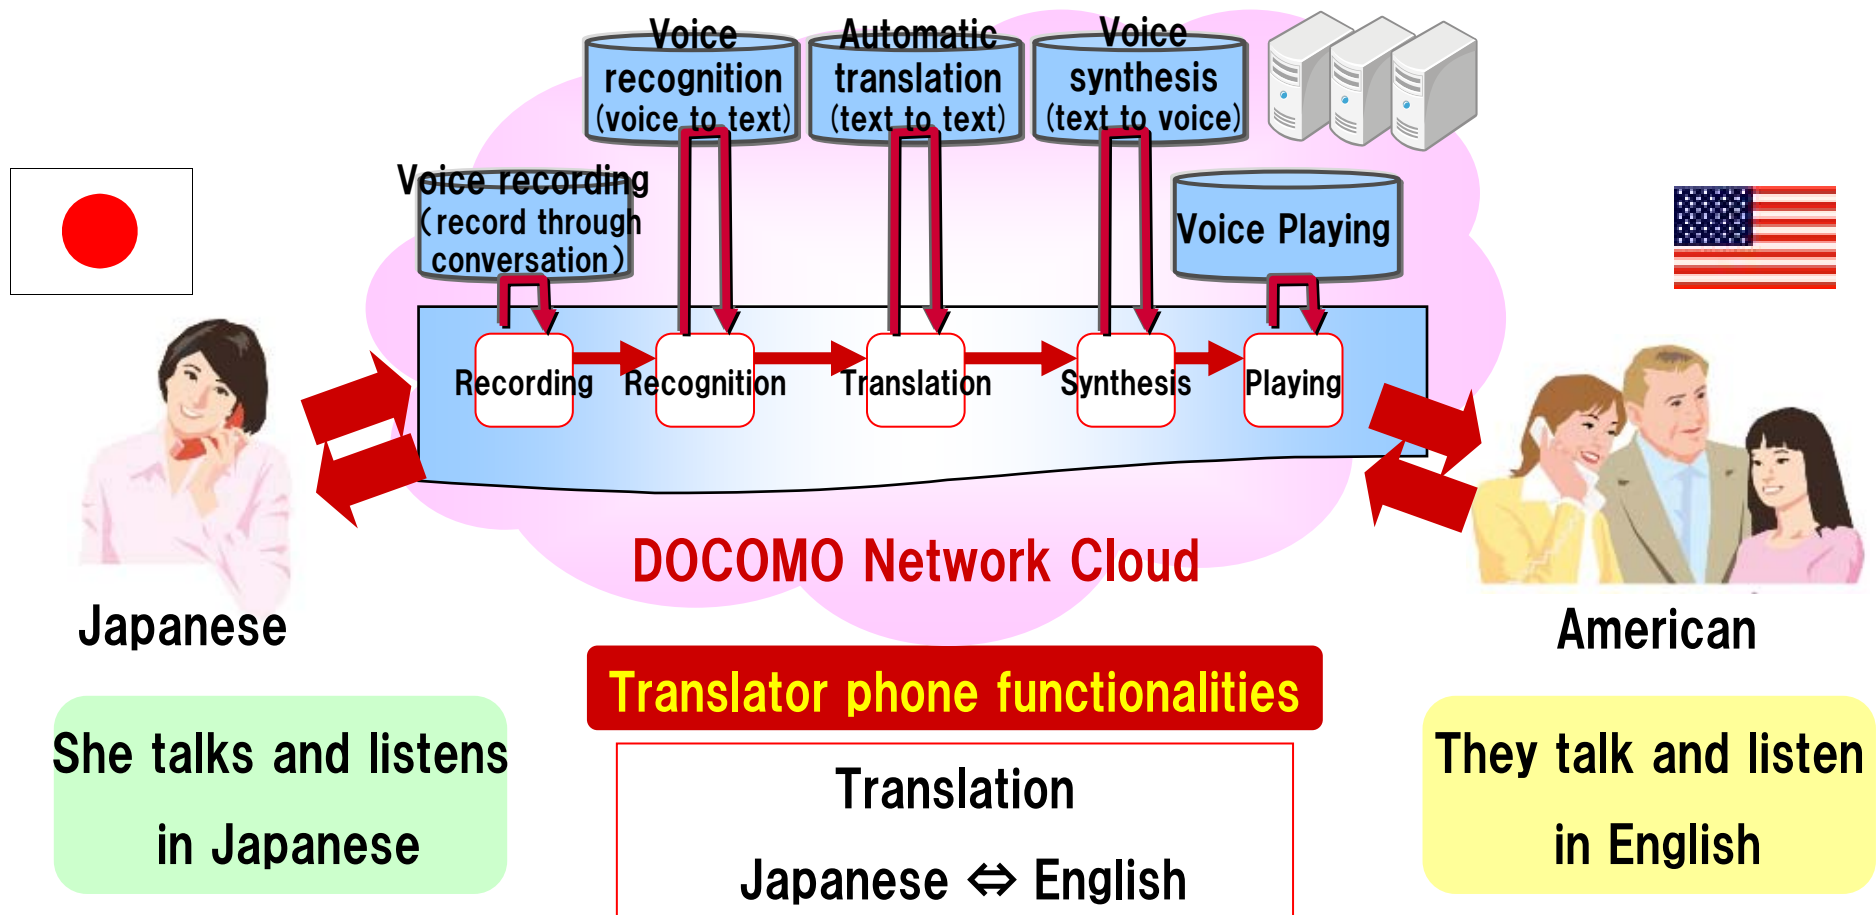 Voice
recognition
(voice to text)
Automatic
translation
(text to text)
Voice
synthesis
(text to voice)
Voice recording
（record through
conversation）
Voice Playing
Recording
Recognition
Translation
Synthesis
Playing
DOCOMO Network Cloud
Japanese
American
Translator phone functionalities
She talks and listens
in Japanese
Translation
Japanese ⇔ English
They talk and listen
in English